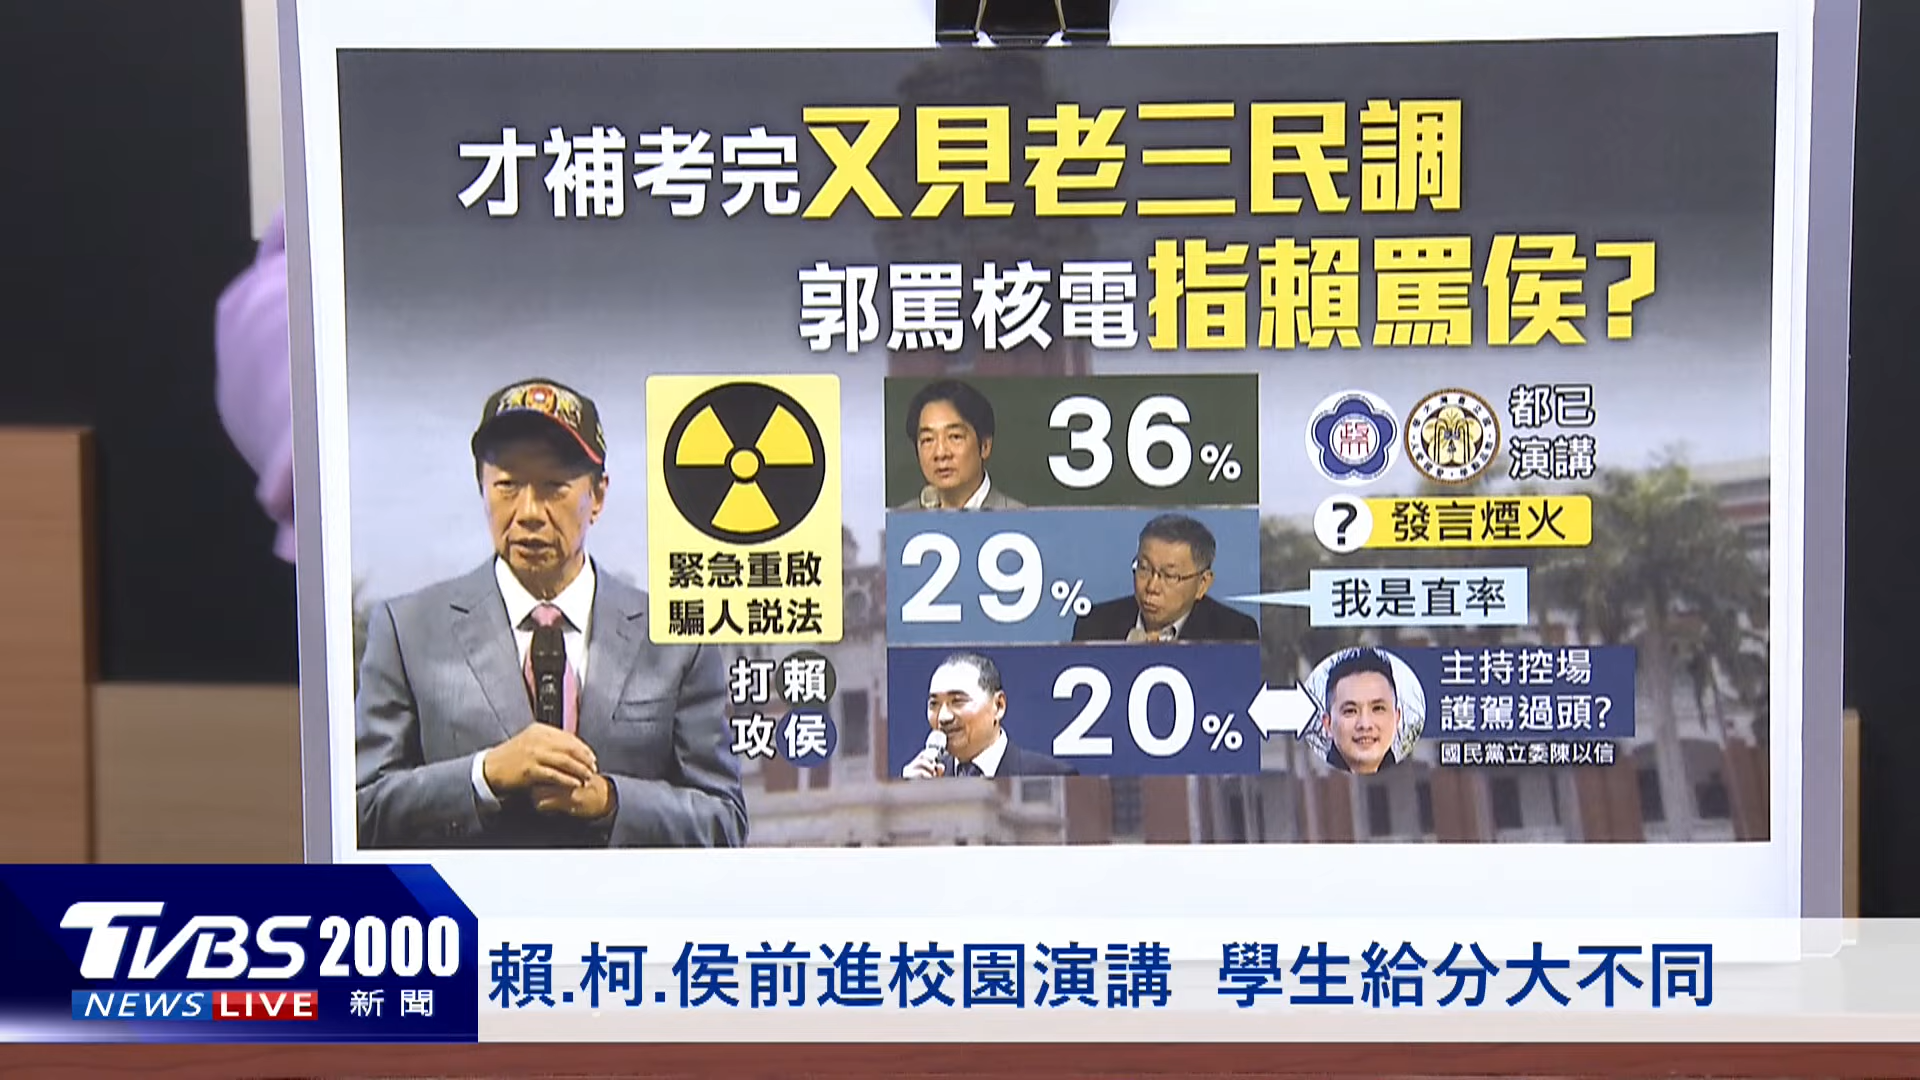 才補考完又見老三民調
郭罵核電指賴罵侯?
緊急重啟
騙人說法
打賴
攻侯
36%
29%
20%
政
都已
演講
? 發言煙火
我是直率
主持控場
護駕過頭?
國民黨立委陳以信
TVBS 2000
NEWS LIVE 新聞
賴.柯.侯前進校園演講 學生給分大不同